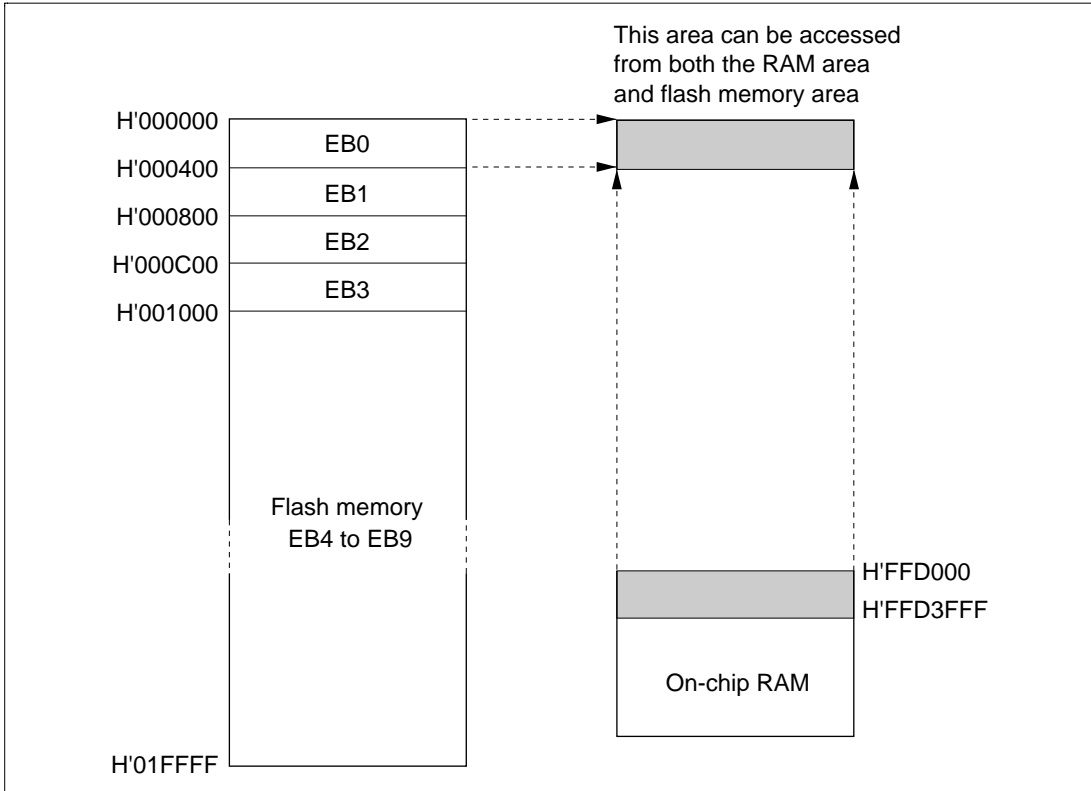 This area can be accessed
from both the RAM area
and flash memory area
H'000000
EB0
H'000400
EB1
H'000800
EB2
H'000C00
EB3
H'001000
Flash memory
EB4 to EB9
H'FFD000
H'FFD3FFF
On-chip RAM
H'01FFFF